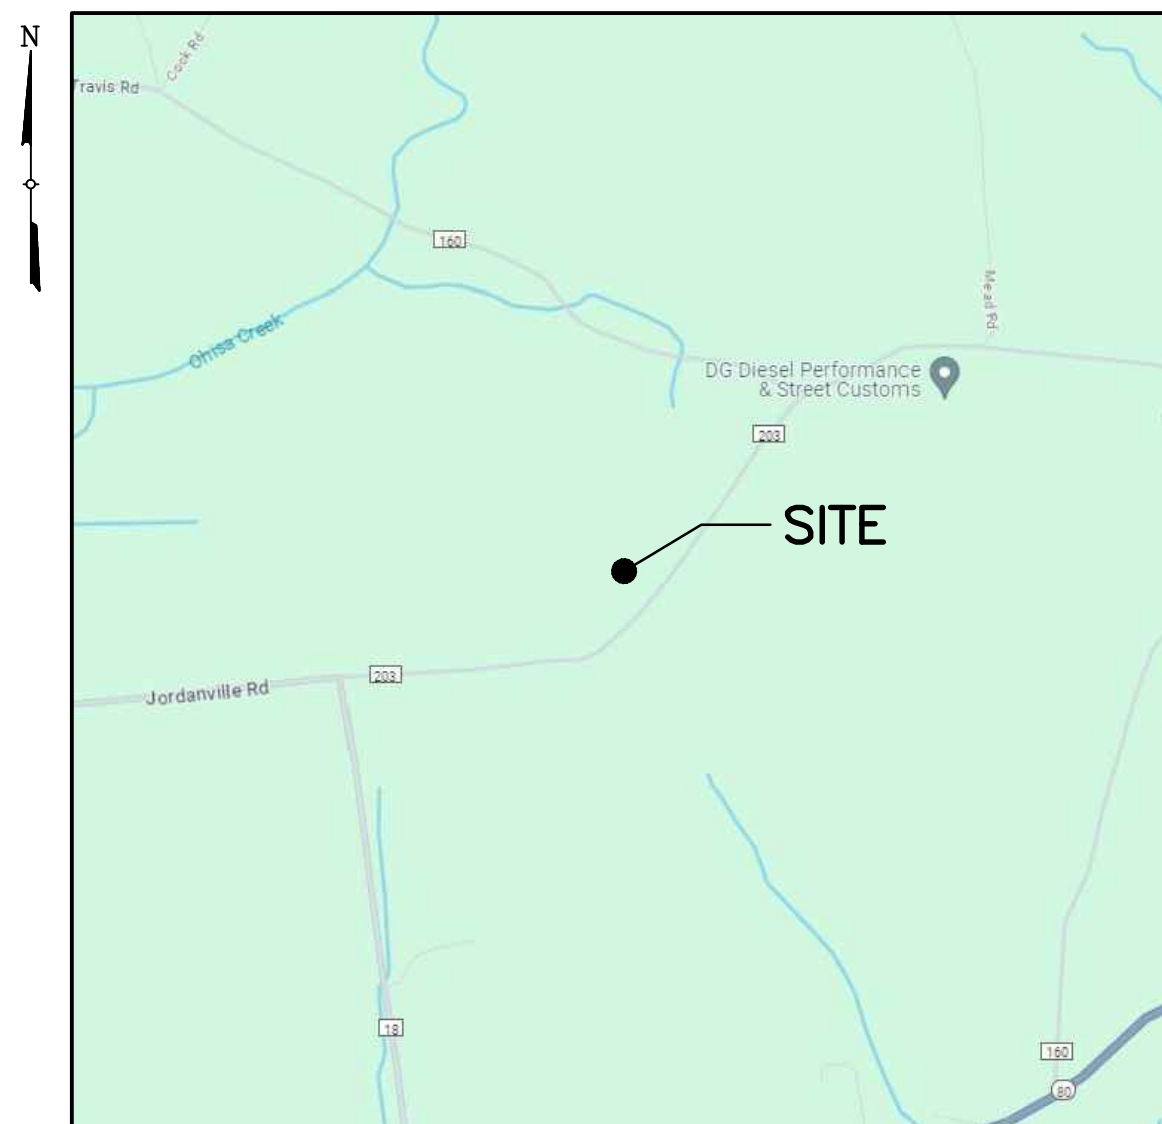 N
Cook Rd
Travis Rd
160
Ohisa Creek
Mead Rd
DG Diesel Performance
& Street Customs
203
SITE
203
Jordanville Rd
18
160
80